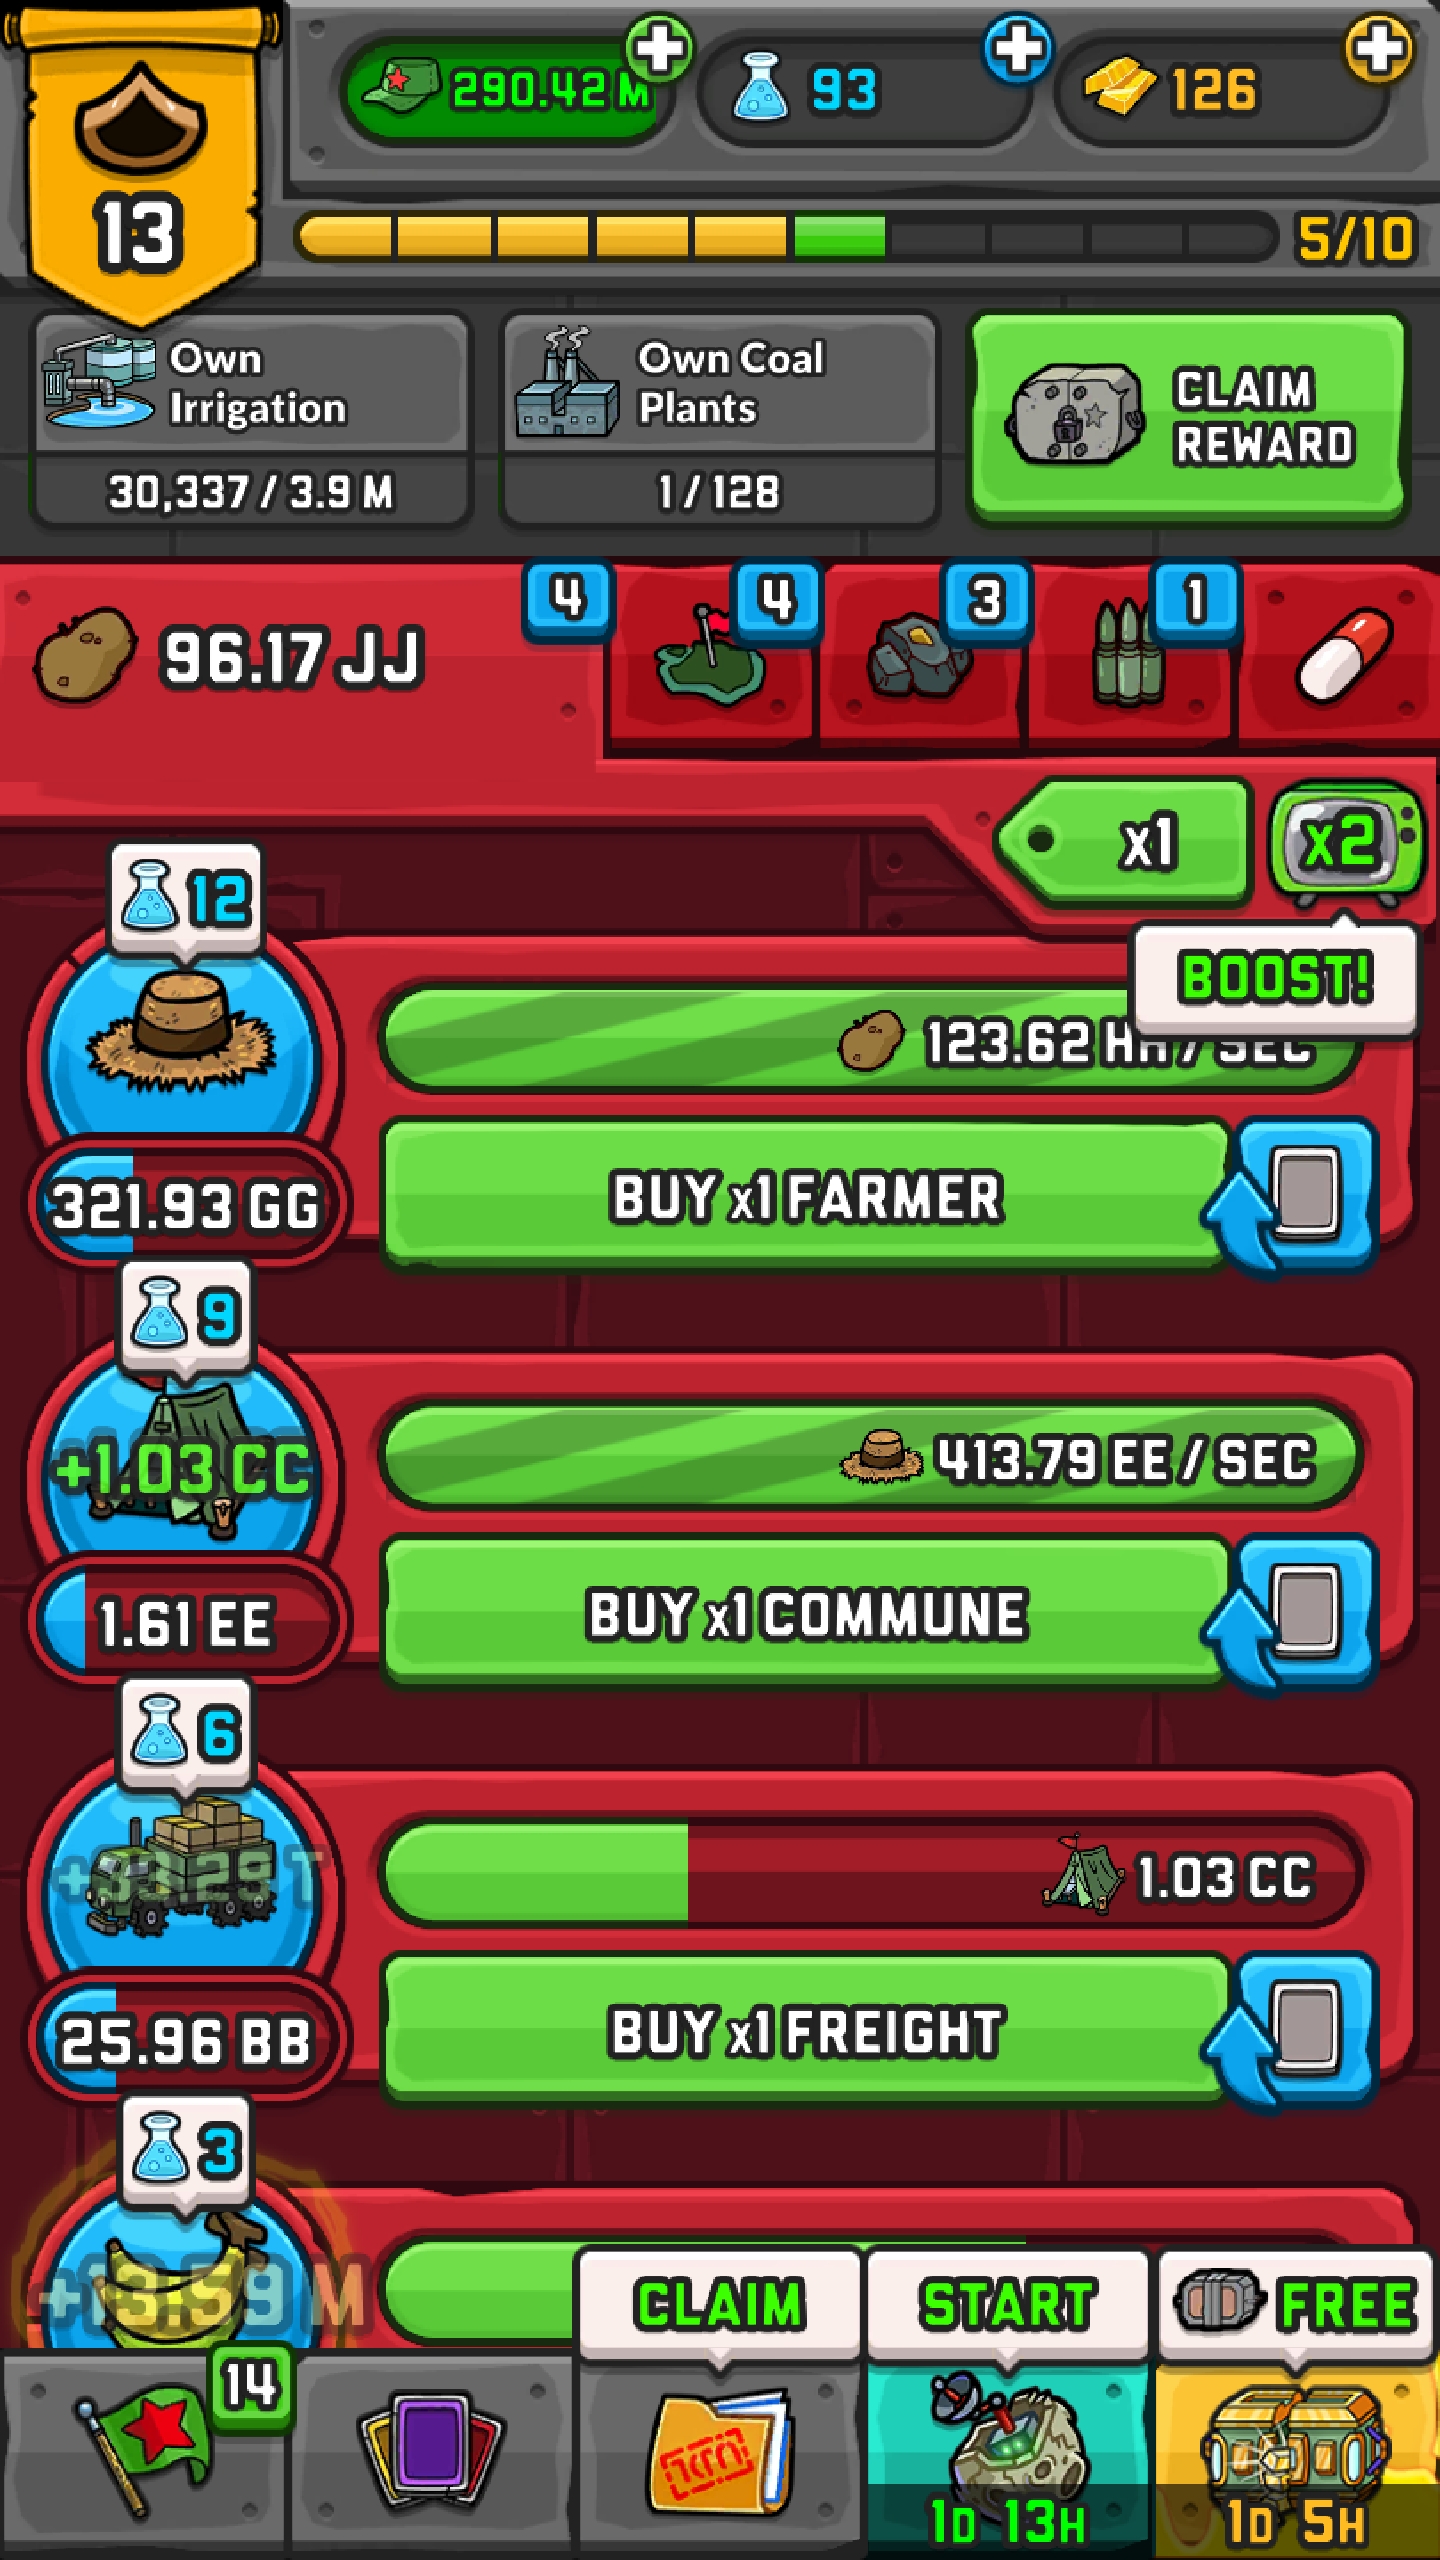 290.42 M
93
126
13
5/10
Own
Irrigation
30,337 / 3.9 M
Own Coal
Plants
1 / 128
CLAIM
REWARD
96.17 JJ
4
4
3
1
x1
x2
BOOST!
12
123.62 HH / SEC
321.93 GG
BUY x1 FARMER
9
+1.03 CC
413.79 EE / SEC
1.61 EE
BUY x1 COMMUNE
6
1.03 CC
25.96 BB
BUY x1 FREIGHT
3
+13.59 M
CLAIM
START
FREE
14
1D 13H
1D 5H